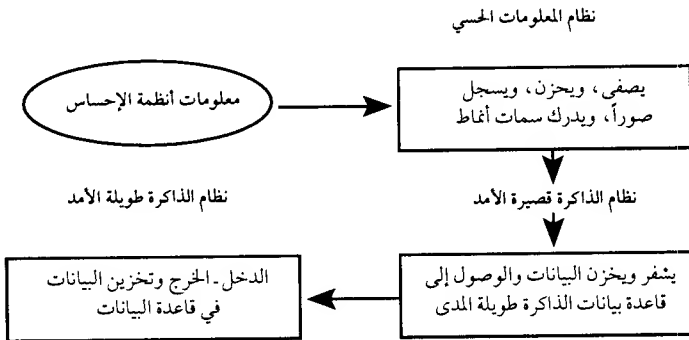 نظام المعلومات الحسي
يصفى، ويخزن، ويسجل
صوراً، ويدرك سمات أنماط
معلومات أنظمة الإحساس
نظام الذاكرة قصيرة الأمد
نظام الذاكرة طويلة الأمد
يشفر ويخزن البيانات والوصول إلى
قاعدة بيانات الذاكرة طويلة المدى
الدخل ـ الخرج وتخزين البيانات
في قاعدة البيانات